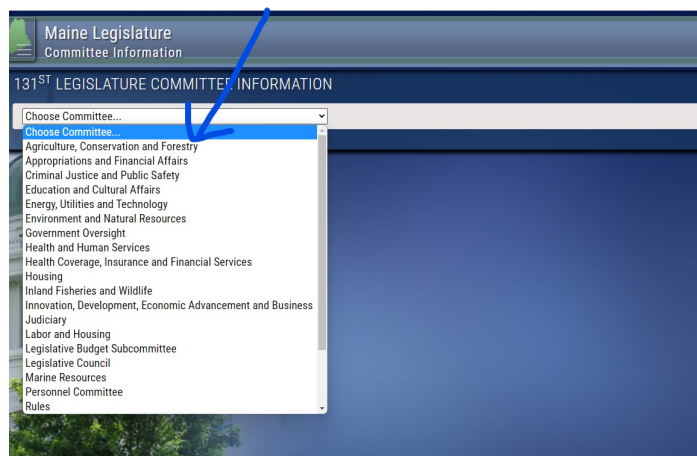 Maine Legislature
Committee Information
131ST LEGISLATURE COMMITTEE INFORMATION
Choose Committee...
Choose Committee...
Agriculture, Conservation and Forestry
Appropriations and Financial Affairs
Criminal Justice and Public Safety
Education and Cultural Affairs
Energy, Utilities and Technology
Environment and Natural Resources
Government Oversight
Health and Human Services
Health Coverage, Insurance and Financial Services
Housing
Inland Fisheries and Wildlife
Innovation, Development, Economic Advancement and Business
Judiciary
Labor and Housing
Legislative Budget Subcommittee
Legislative Council
Marine Resources
Personnel Committee
Rules